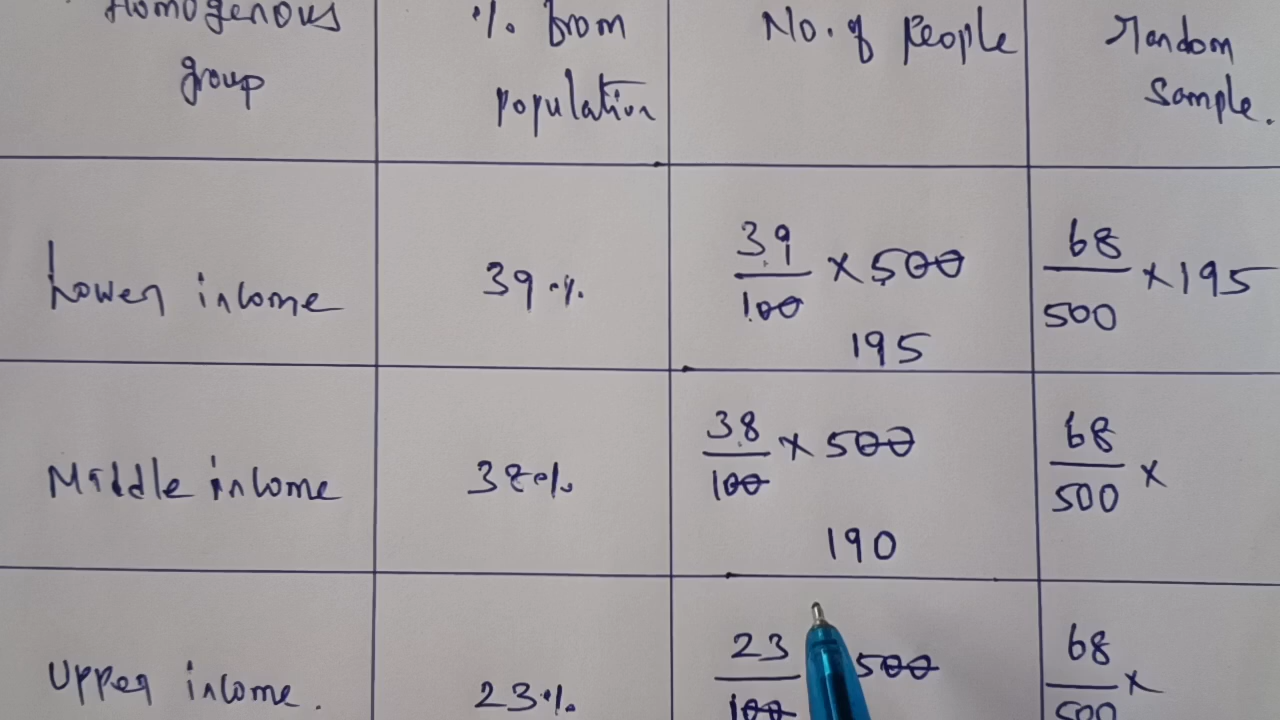 Homogenous group
% from population
No. of People
Random Sample.
Lower income
39 %
39/100 × 500
195
68/500 × 195
Middle income
38%
38/100 × 500
190
68/500 ×
Upper income.
23%
23/100 500
68/500 ×